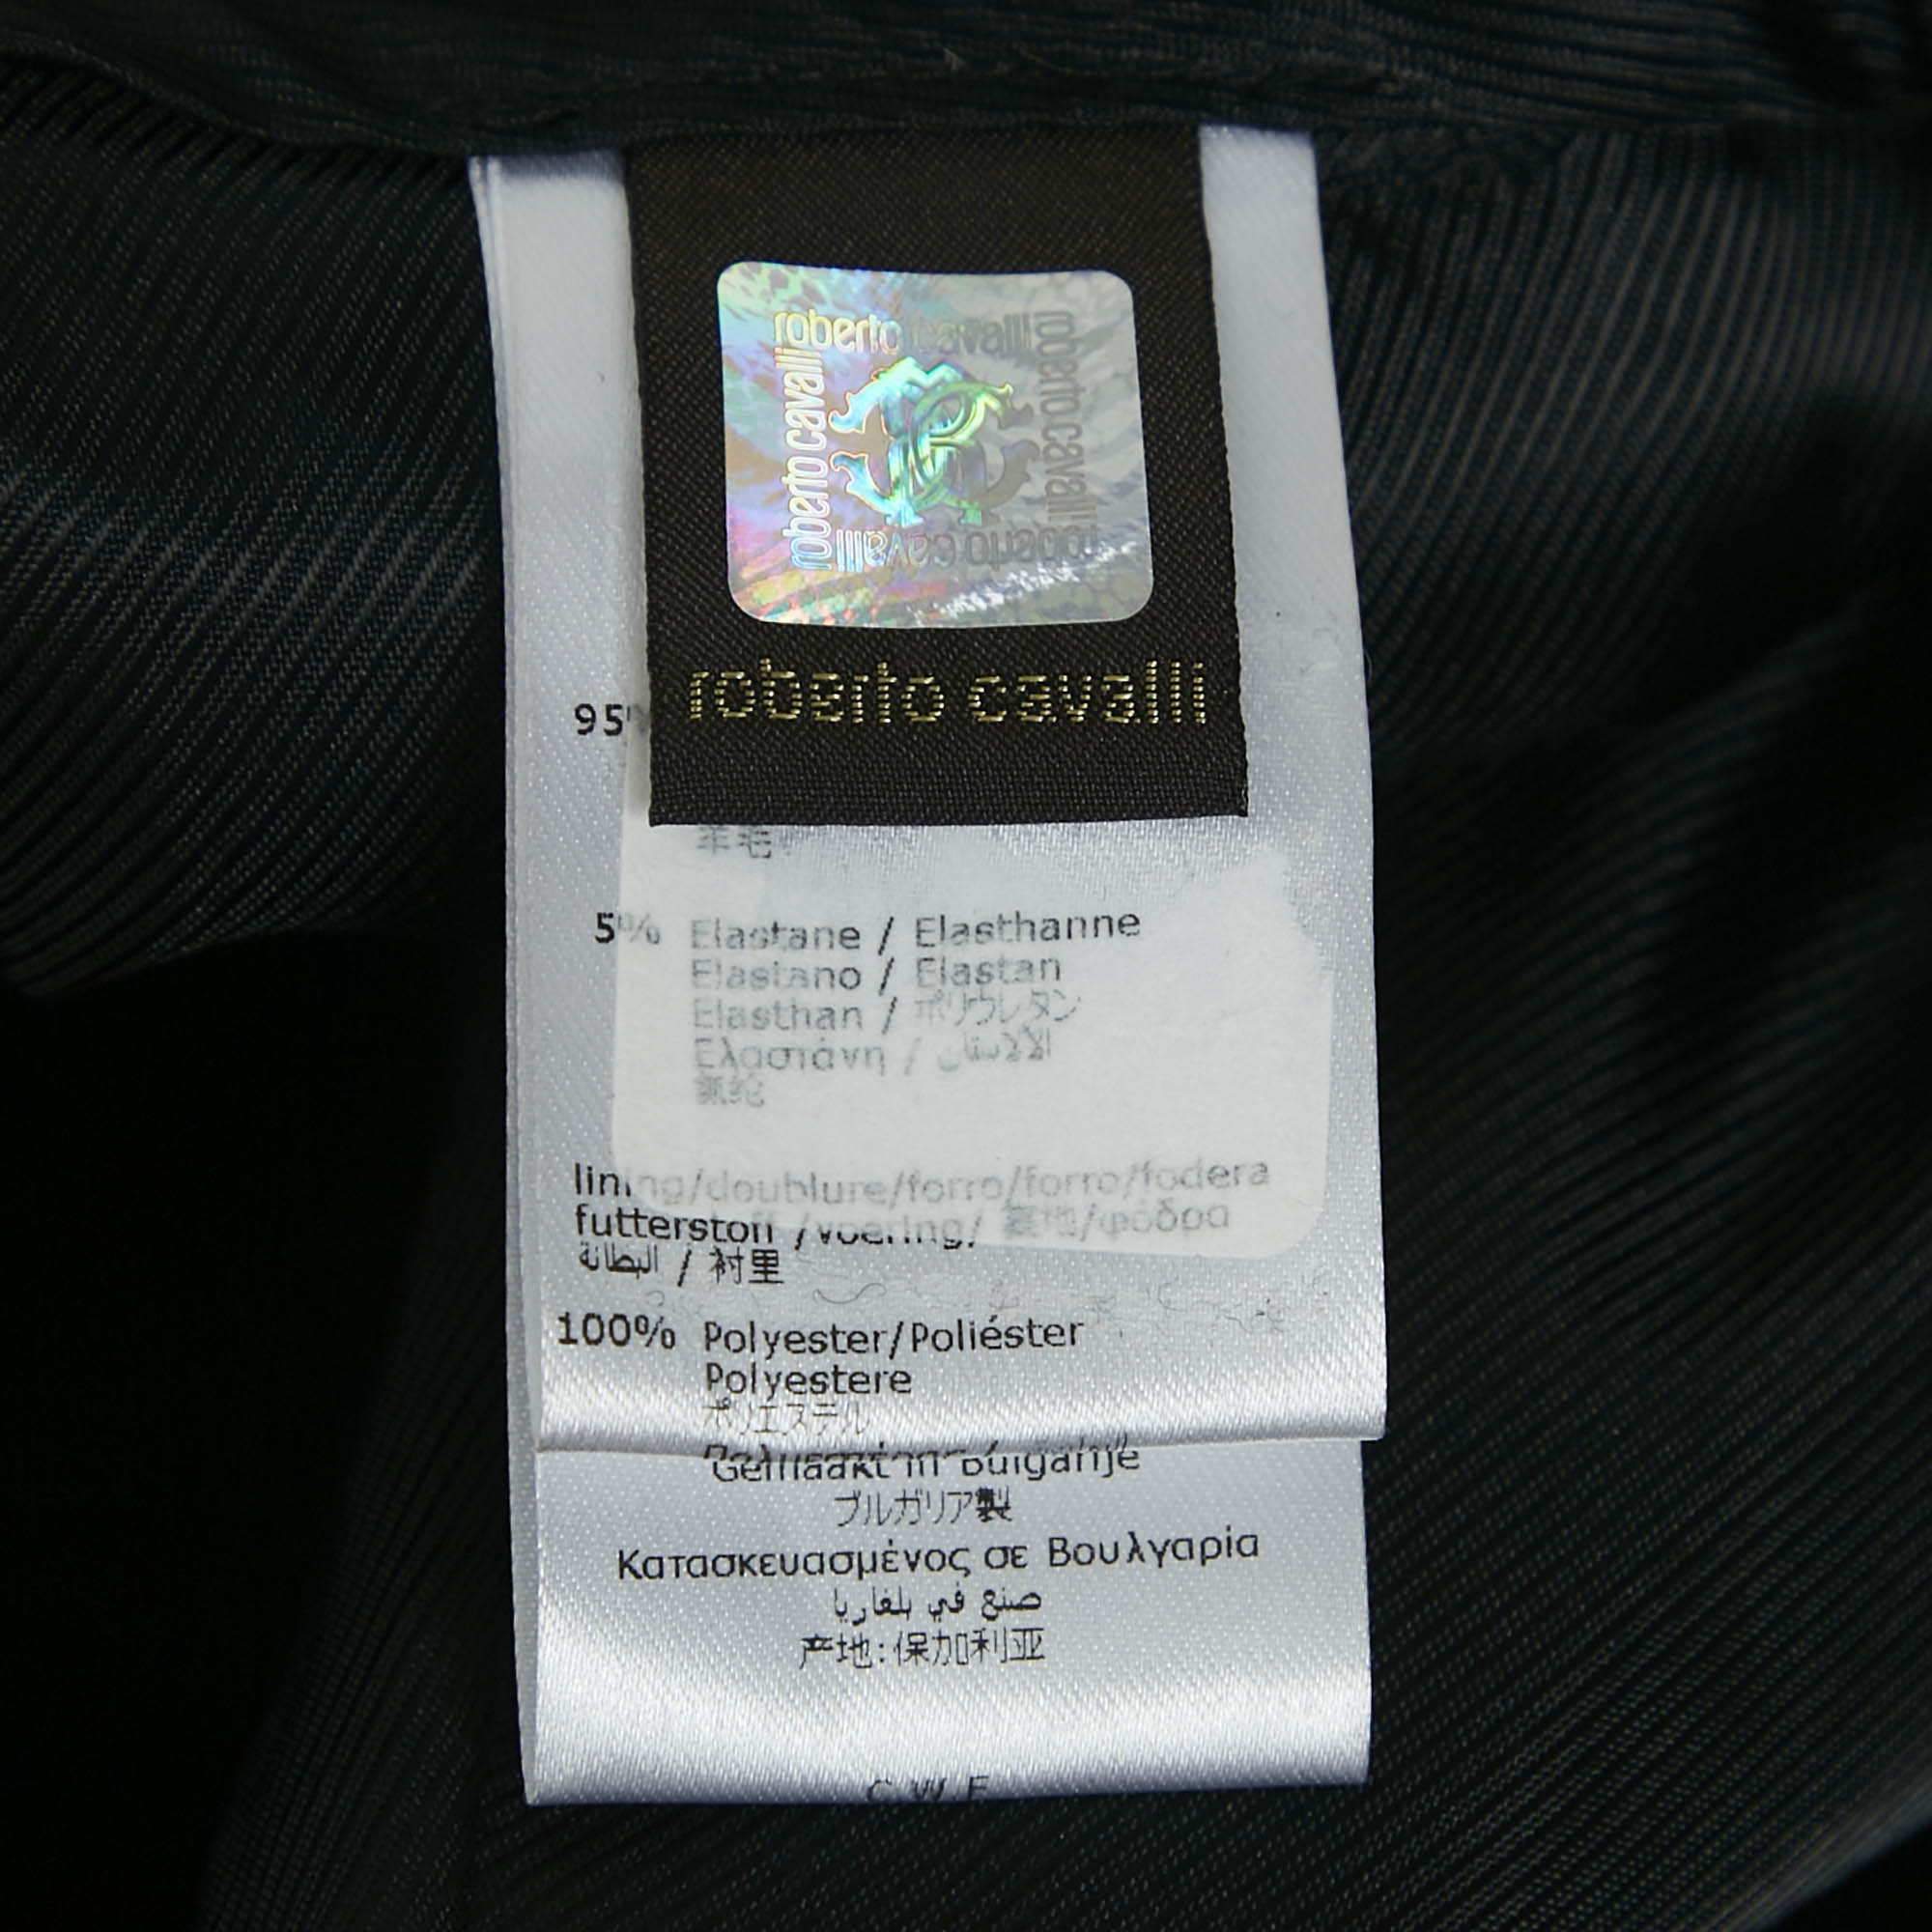 roberto cavalli
roberto cavalli
roberto cavalli
roberto cavalli
roberto cavalli
95%
羊毛
5% Elastane / Elasthanne
Elastano / Elastan
Elasthan / ポリウレタン
Ελαστάνη / الالاستان
氨纶
lining/doublure/forro/forro/fodera
futterstoff /voering/ 裏地/φόδρα
البطانة / 衬里
100% Polyester/Poliéster
Polyestere
ポリエステル
Gemaakt in Bulgarije
ブルガリア製
Κατασκευασμένος σε Βουλγαρία
صنع في بلغاريا
产地:保加利亚
C W F